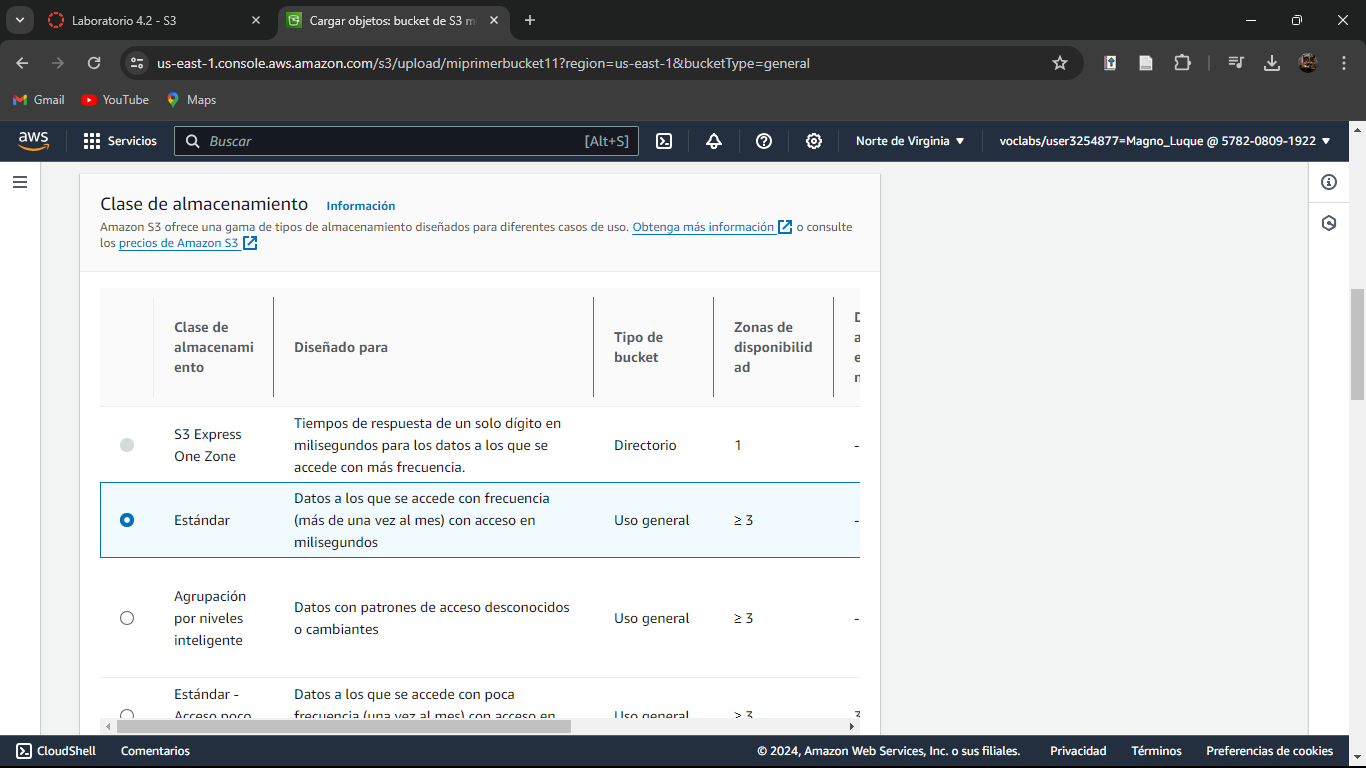 Laboratorio 4.2 - S3
Cargar objetos: bucket de S3 m
us-east-1.console.aws.amazon.com/s3/upload/miprimerbucket11?region=us-east-1&bucketType=general
Gmail
YouTube
Maps
aws
Servicios
Buscar
[Alt+S]
Norte de Virginia
voclabs/user3254877=Magno_Luque @ 5782-0809-1922
Clase de almacenamiento
Información
Amazon S3 ofrece una gama de tipos de almacenamiento diseñados para diferentes casos de uso. Obtenga más información o consulte
los precios de Amazon S3
Clase de
almacenami
ento
Diseñado para
Tipo de
bucket
Zonas de
disponibilid
ad
D
a
e
n
S3 Express
One Zone
Tiempos de respuesta de un solo dígito en
milisegundos para los datos a los que se
accede con más frecuencia.
Directorio
1
-
Estándar
Datos a los que se accede con frecuencia
(más de una vez al mes) con acceso en
milisegundos
Uso general
≥ 3
-
Agrupación
por niveles
inteligente
Datos con patrones de acceso desconocidos
o cambiantes
Uso general
≥ 3
-
Estándar -
Acceso poco
Datos a los que se accede con poca
frecuencia (una vez al mes) con acceso en
Uso general
≥ 3
3
CloudShell
Comentarios
© 2024, Amazon Web Services, Inc. o sus filiales.
Privacidad
Términos
Preferencias de cookies